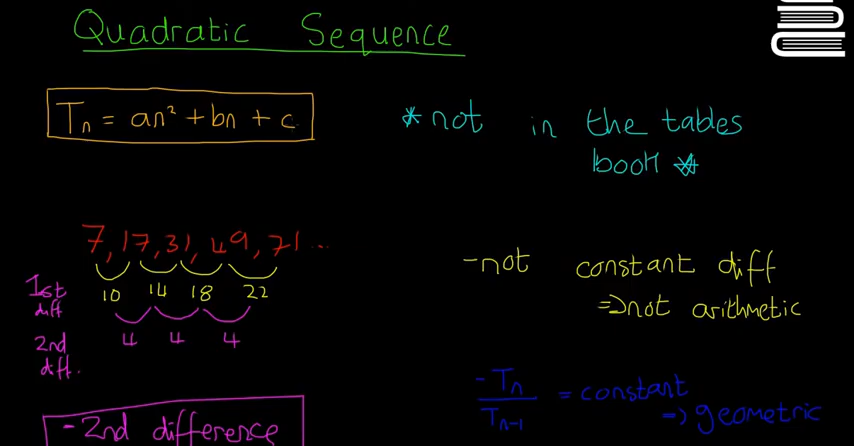 Quadratic Sequence
Tn = an² + bn + c
*not in the tables
book*
7, 17, 31, 49, 71 ...
1st
diff
10 14 18 22
2nd
diff.
4 4 4
-not constant diff
⇒ not arithmetic
-Tn/Tn-1 = constant
⇒ geometric
-2nd difference